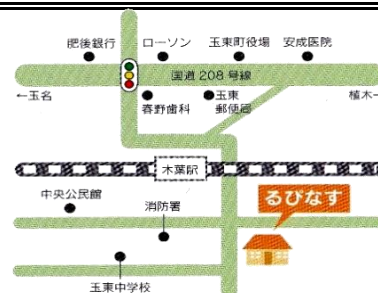 肥後銀行 ローソン 玉東町役場 安成医院
国道208号線
←玉名 植木→
春野歯科 玉東
郵便局
木葉駅
中央公民館 るぴなす
消防署
玉東中学校